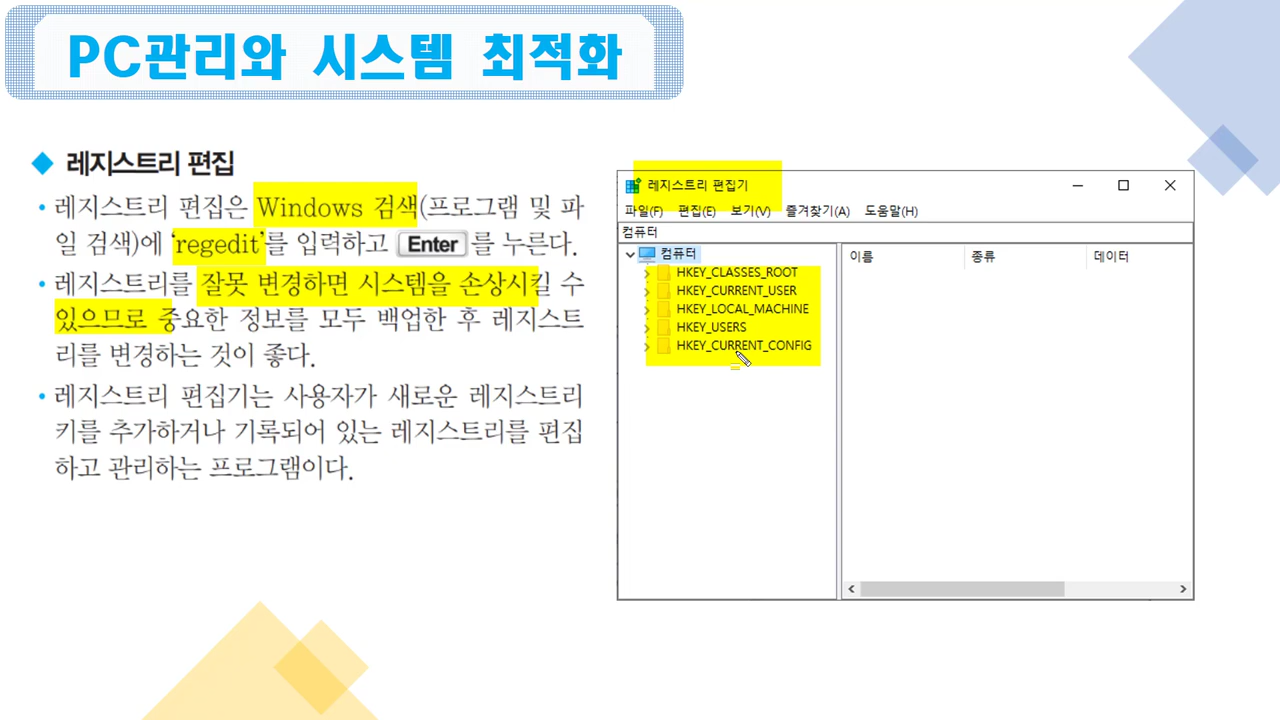 PC관리와 시스템 최적화
레지스트리 편집
• 레지스트리 편집은 Windows 검색(프로그램 및 파
일 검색)에 ‘regedit’를 입력하고 Enter 를 누른다.
• 레지스트리를 잘못 변경하면 시스템을 손상시킬 수
있으므로 중요한 정보를 모두 백업한 후 레지스트
리를 변경하는 것이 좋다.
• 레지스트리 편집기는 사용자가 새로운 레지스트리
키를 추가하거나 기록되어 있는 레지스트리를 편집
하고 관리하는 프로그램이다.
레지스트리 편집기
파일(F) 편집(E) 보기(V) 즐겨찾기(A) 도움말(H)
컴퓨터
컴퓨터
HKEY_CLASSES_ROOT
HKEY_CURRENT_USER
HKEY_LOCAL_MACHINE
HKEY_USERS
HKEY_CURRENT_CONFIG
이름 종류 데이터